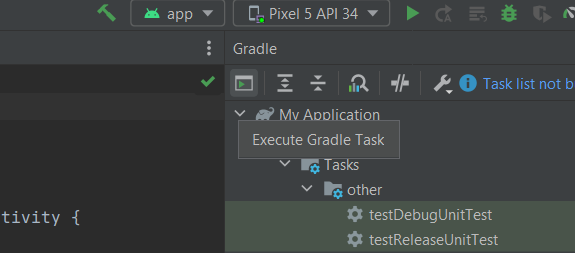 app
Pixel 5 API 34
Gradle
Task list not b
My Application
Execute Gradle Task
Tasks
other
testDebugUnitTest
tivity {
testReleaseUnitTest